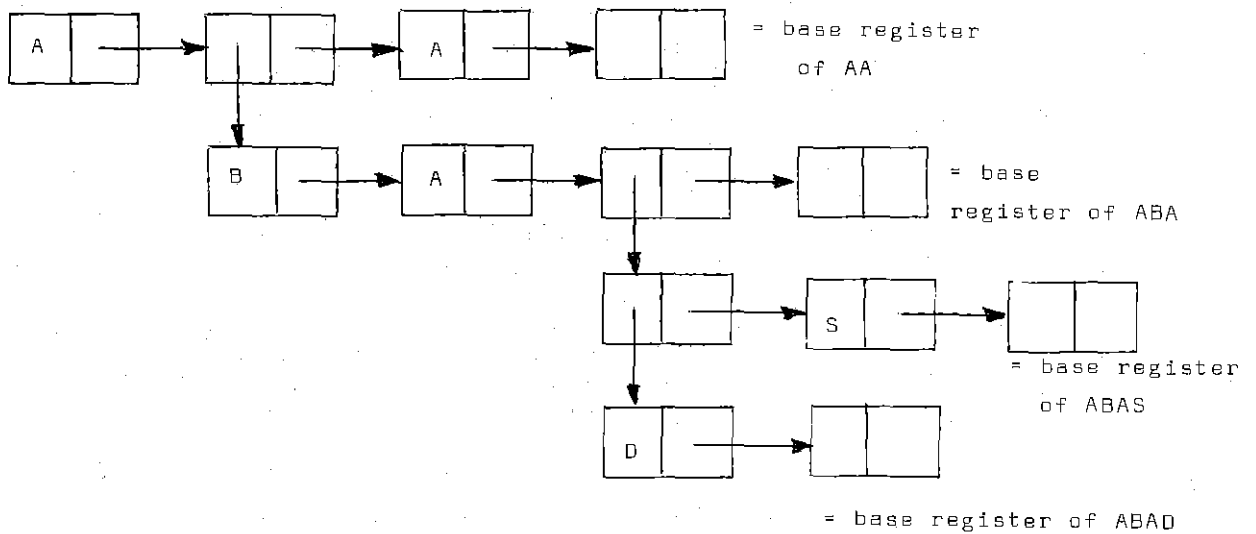 A
A
= base register
of AA
B
A
= base
register of ABA
S
= base register
of ABAS
D
= base register of ABAD